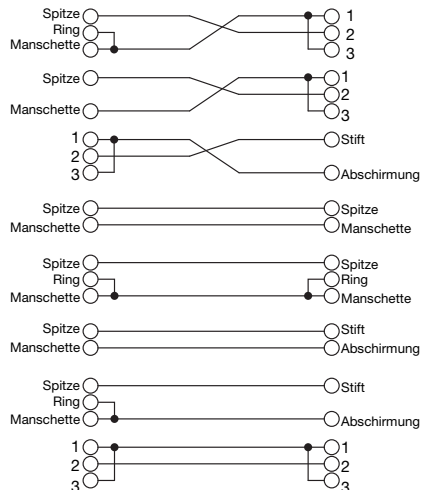 Spitze 1
Ring 2
Manschette 3
Spitze 1
2
Manschette 3
1 Stift
2
3 Abschirmung
Spitze Spitze
Manschette Manschette
Spitze Spitze
Ring Ring
Manschette Manschette
Spitze Stift
Manschette Abschirmung
Spitze Stift
Ring
Manschette Abschirmung
1 1
2 2
3 3